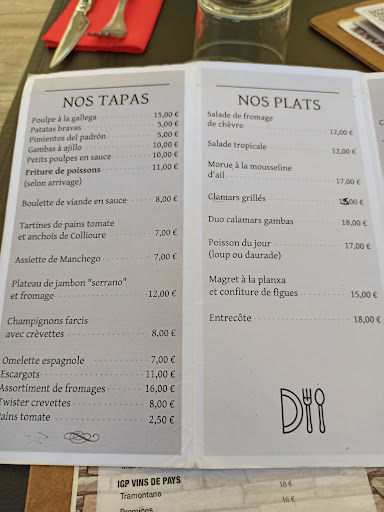 NOS TAPAS
Poulpe à la gallega 15,00 €
Patatas bravas 5,00 €
Pimientos del padrón 5,00 €
Gambas à ajillo 10,00 €
Petits poulpes en sauce 10,00 €
Friture de poissons 11,00 €
(selon arrivage)
Boulette de viande en sauce 8,00 €
Tartines de pains tomate
et anchois de Collioure 7,00 €
Assiette de Manchego 7,00 €
Plateau de jambon "serrano"
et fromage 12,00 €
Champignons farcis
avec crèvettes 8,00 €
Omelette espagnole 7,00 €
Escargots 11,00 €
Assortiment de fromages 16,00 €
Twister crevettes 8,00 €
Pains tomate 2,50 €
NOS PLATS
Salade de fromage
de chèvre 12,00 €
Salade tropicale 12,00 €
Morue à la mousseline
d'ail 17,00 €
Clamars grillés 15,00 €
Duo calamars gambas 18,00 €
Poisson du jour 17,00 €
(loup ou daurade)
Magret à la planxa
et confiture de figues 15,00 €
Entrecôte 18,00 €
IGP VINS DE PAYS
Tramontane 18 €
16 €